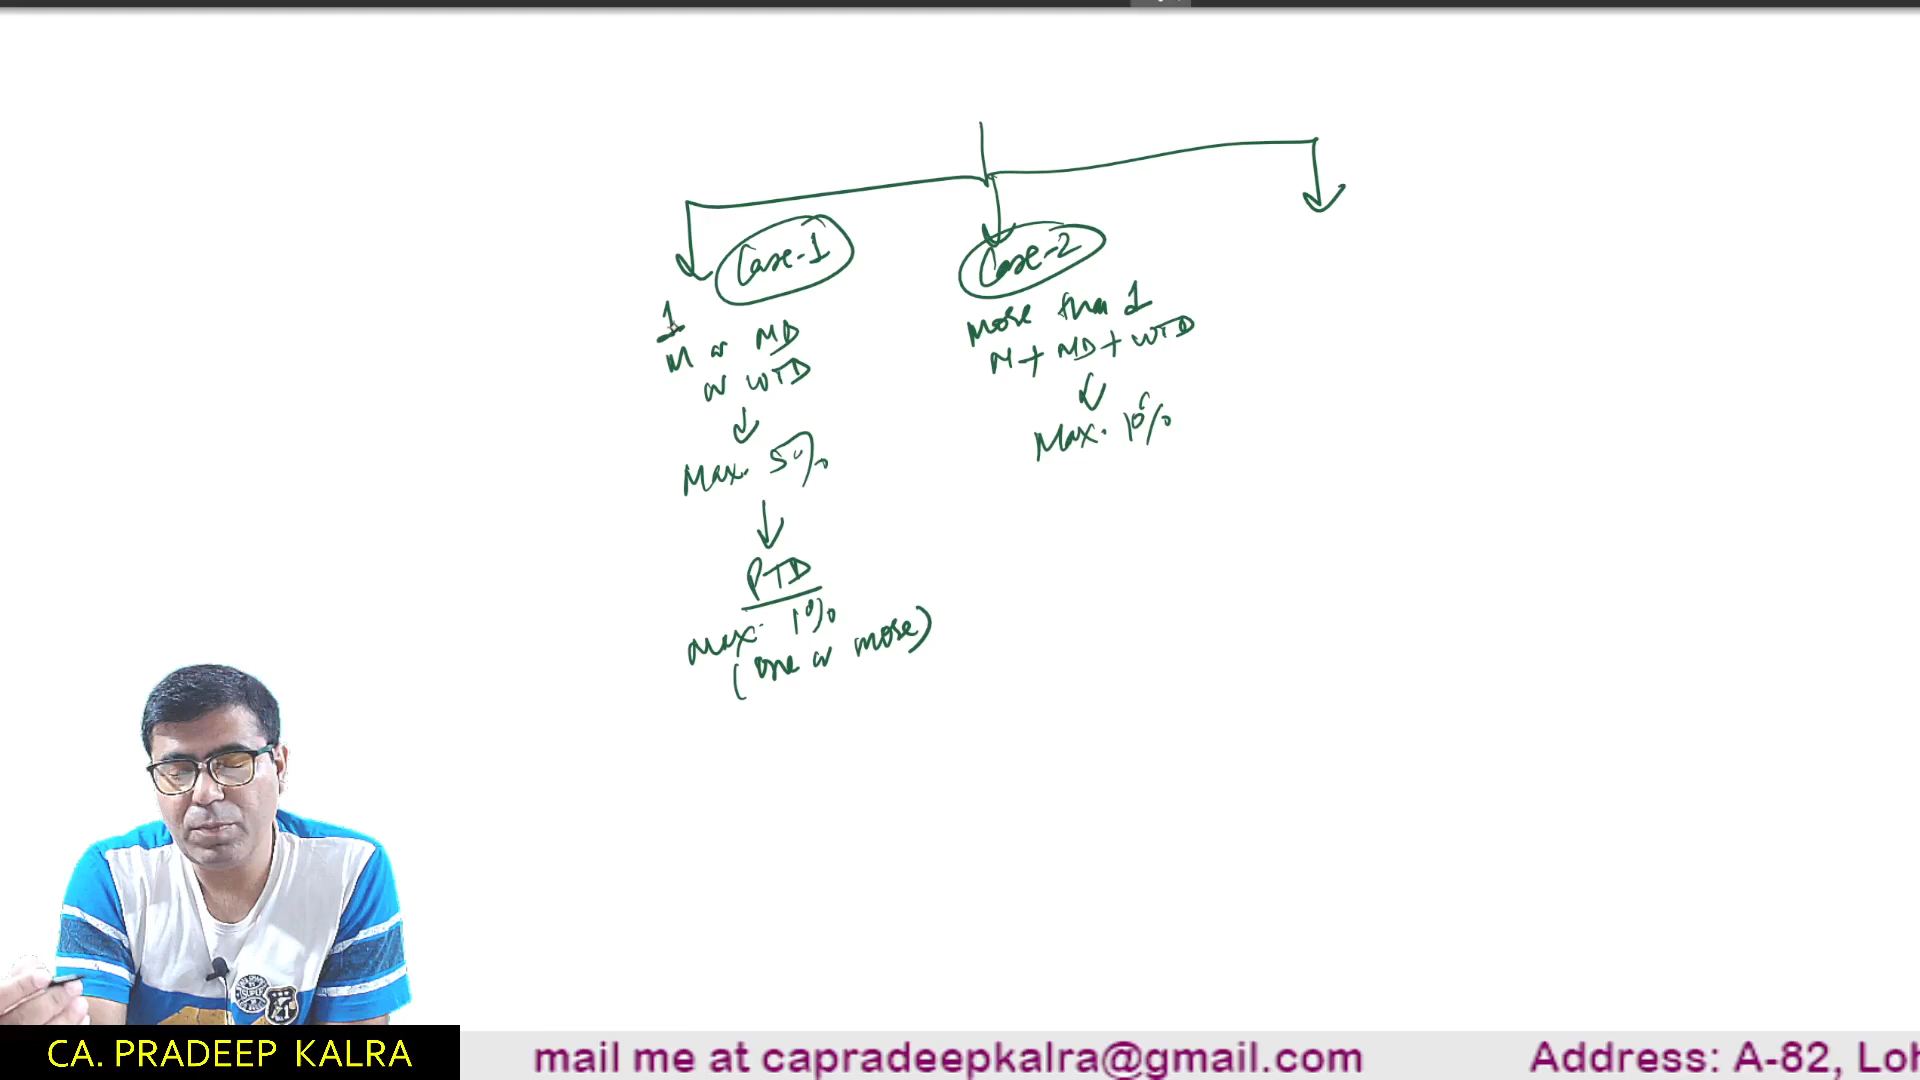 Case-1
1
M or MD
or WTD
Max. 5%
PTD
Max. 1%
(one or more)
Case-2
More than 1
M + MD + WTD
Max. 10%
CA. PRADEEP KALRA
mail me at capradeepkalra@gmail.com
Address: A-82, Loh